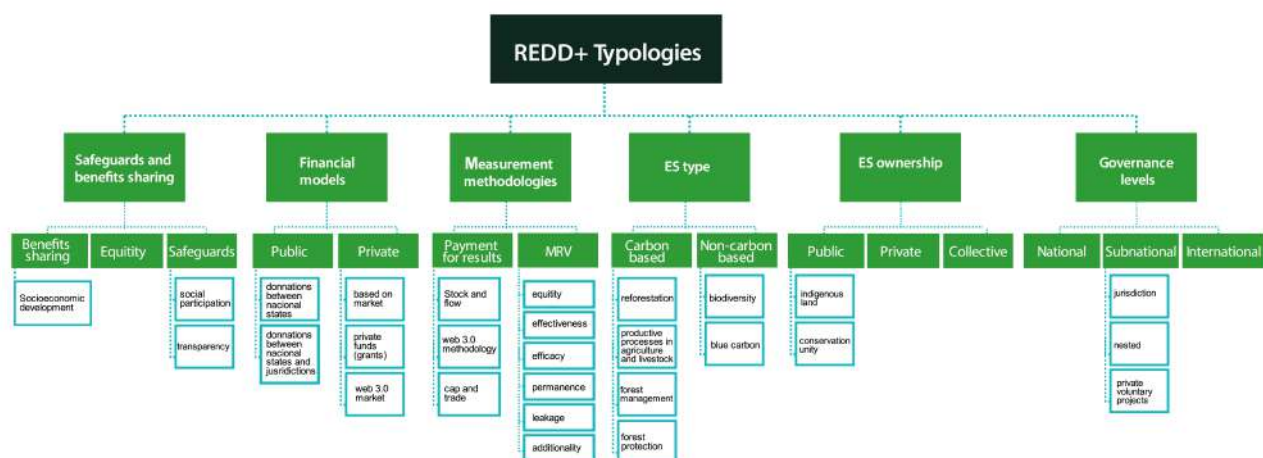 REDD+ Typologies
Safeguards and
benefits sharing
Financial
models
Measurement
methodologies
ES type
ES ownership
Governance
levels
Benefits
sharing
Equitity
Safeguards
Public
Private
Payment
for results
MRV
Carbon
based
Non-carbon
based
Public
Private
Collective
National
Subnational
International
Socioeconomic
development
social
participation
transparency
donnations
between
nacional
states
donnations
between
nacional
states and
jusridictions
based on
market
private
funds
(grants)
web 3.0
market
Stock and
flow
web 3.0
methodology
cap and
trade
equitity
effectiveness
efficacy
permanence
leakage
additionality
reforestation
productive
processes in
agriculture
and livestock
forest
management
forest
protection
biodiversity
blue carbon
indigenous
land
conservation
unity
jurisdiction
nested
private
voluntary
projects